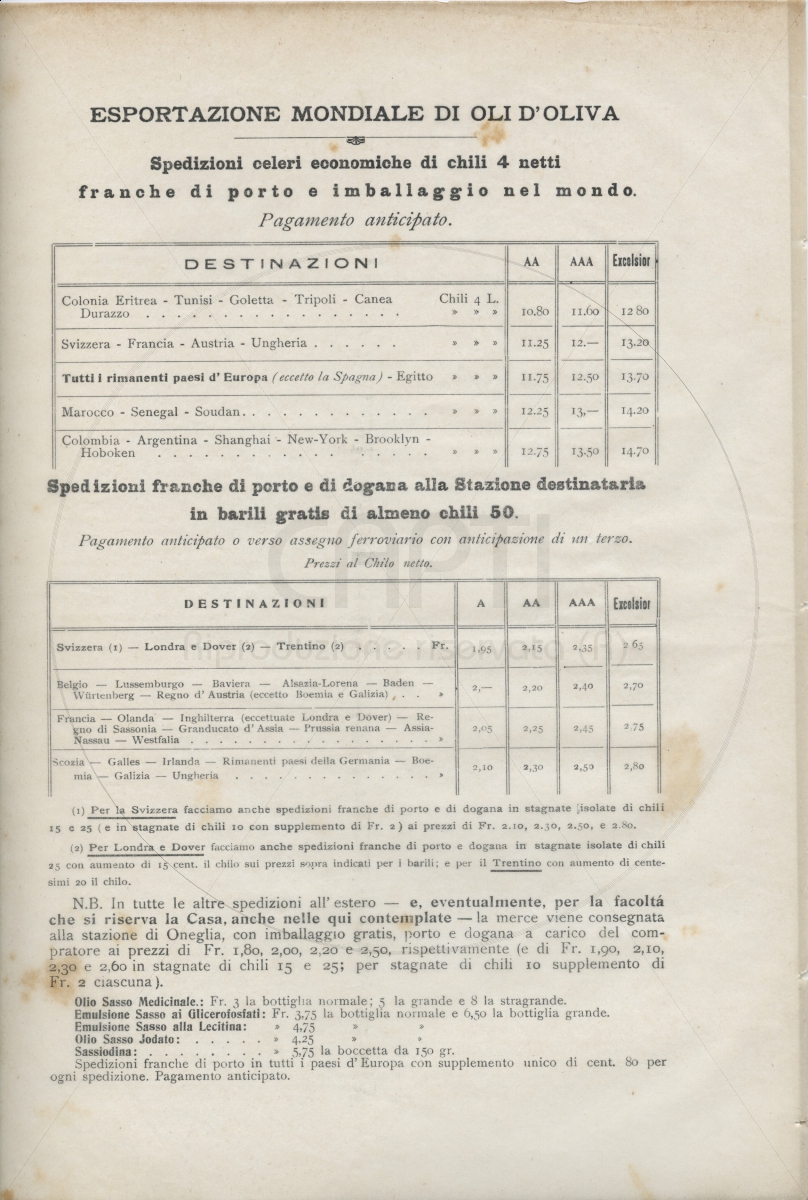 ESPORTAZIONE MONDIALE DI OLI D'OLIVA
Spedizioni celeri economiche di chili 4 netti
franche di porto e imballaggio nel mondo.
Pagamento anticipato.
DESTINAZIONI AA AAA Excelsior
Colonia Eritrea - Tunisi - Goletta - Tripoli - Canea Chili 4 L.
Durazzo . . . . . . . . . . . . . . . . » » » 10.80 11,60 12 80
Svizzera - Francia - Austria - Ungheria . . . . . . » » » 11.25 12.— 13.20
Tutti i rimanenti paesi d'Europa (eccetto la Spagna) - Egitto » » » 11.75 12.50 13.70
Marocco - Senegal - Soudan. . . . . . . . . . . . . » » » 12.25 13,— 14.20
Colombia - Argentina - Shanghai - New-York - Brooklyn -
Hoboken . . . . . . . . . . . . . . » » » 12.75 13.50 14.70
Spedizioni franche di porto e di dogana alla Stazione destinataria
in barili gratis di almeno chili 50.
Pagamento anticipato o verso assegno ferroviario con anticipazione di un terzo.
Prezzi al Chilo netto.
DESTINAZIONI A AA AAA Excelsior
Svizzera (1) — Londra e Dover (2) — Trentino (2) . . . . . Fr. 1,95 2,15 2,35 2 65
Belgio — Lussemburgo — Baviera — Alsazia-Lorena — Baden —
Würtenberg — Regno d'Austria (eccetto Boemia e Galizia) . . » 2,— 2,20 2,40 2,70
Francia — Olanda — Inghilterra (eccettuate Londra e Dover) — Re-
gno di Sassonia — Granducato d'Assia — Prussia renana — Assia-
Nassau — Westfalia . . . . . . . . . . . . . . . . » 2,05 2,25 2,45 2.75
Scozia — Galles — Irlanda — Rimanenti paesi della Germania — Boe-
mia — Galizia — Ungheria . . . . . . . . . . . . . » 2,10 2,30 2,50 2,80
(1) Per la Svizzera facciamo anche spedizioni franche di porto e di dogana in stagnate isolate di chili
15 e 25 (e in stagnate di chili 10 con supplemento di Fr. 2) ai prezzi di Fr. 2.10, 2.30, 2.50, e 2.80.
(2) Per Londra e Dover facciamo anche spedizioni franche di porto e dogana in stagnate isolate di chili
25 con aumento di 15 cent. il chilo sui prezzi sopra indicati per i barili; e per il Trentino con aumento di cente-
simi 20 il chilo.
N.B. In tutte le altre spedizioni all'estero — e, eventualmente, per la facoltá
che si riserva la Casa, anche nelle qui contemplate — la merce viene consegnata
alla stazione di Oneglia, con imballaggio gratis, porto e dogana a carico del com-
pratore ai prezzi di Fr. 1,80, 2,00, 2,20 e 2,50, rispettivamente (e di Fr. 1,90, 2,10,
2,30 e 2,60 in stagnate di chili 15 e 25; per stagnate di chili 10 supplemento di
Fr. 2 ciascuna).
Olio Sasso Medicinale.: Fr. 3 la bottiglia normale; 5 la grande e 8 la stragrande.
Emulsione Sasso ai Glicerofosfati: Fr. 3,75 la bottiglia normale e 6,50 la bottiglia grande.
Emulsione Sasso alla Lecitina: » 4,75 » »
Olio Sasso Jodato: . . . . . » 4.25 » »
Sassiodina: . . . . . . . . » 5,75 la boccetta da 150 gr.
Spedizioni franche di porto in tutti i paesi d'Europa con supplemento unico di cent. 80 per
ogni spedizione. Pagamento anticipato.